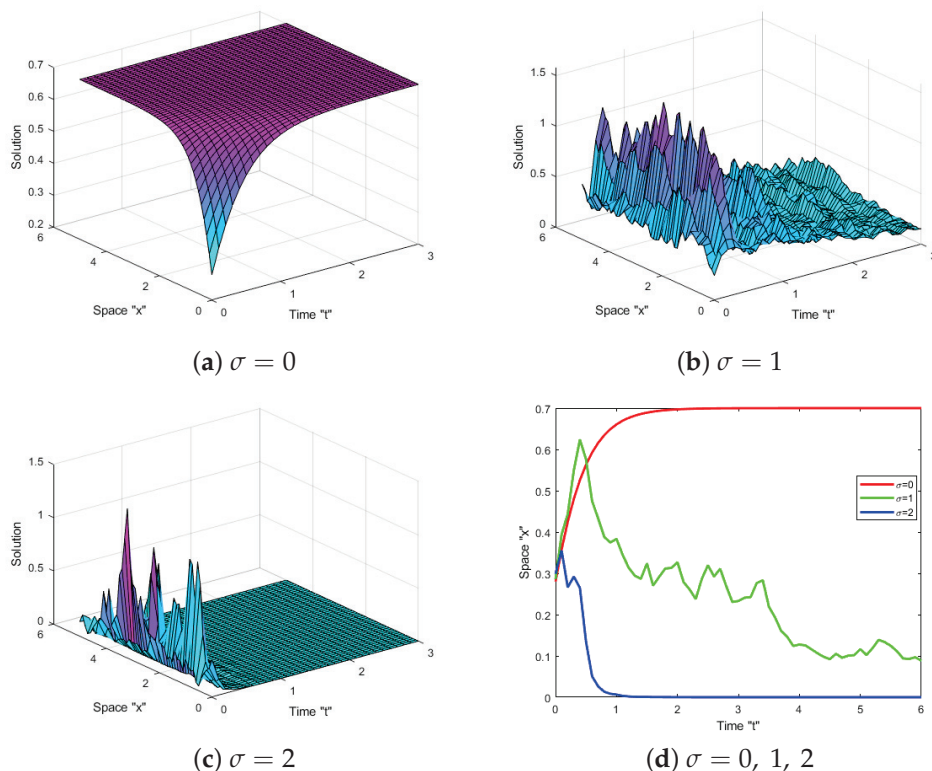 0.7
0.6
0.5
0.4
0.3
0.2
Solution
6
4
2
0
Space "x"
0
1
2
3
Time "t"
(a) σ = 0
1.5
1
0.5
0
Solution
6
4
2
0
Space "x"
0
1
2
3
Time "t"
(b) σ = 1
1.5
1
0.5
0
Solution
6
4
2
0
Space "x"
0
1
2
3
Time "t"
(c) σ = 2
0.7
0.6
0.5
0.4
0.3
0.2
0.1
0
Space "x"
σ=0
σ=1
σ=2
0 1 2 3 4 5 6
Time "t"
(d) σ = 0, 1, 2